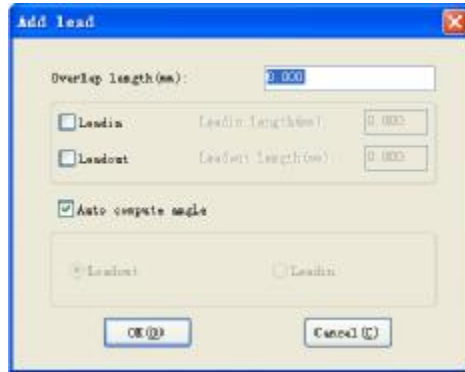 Add lead
Overlap length(mm): 0.000
Leadin Leadin length(mm) 0.000
Leadout Leadout length(mm) 0.000
Auto compute angle
Leadout Leadin
OK(O) Cancel(C)